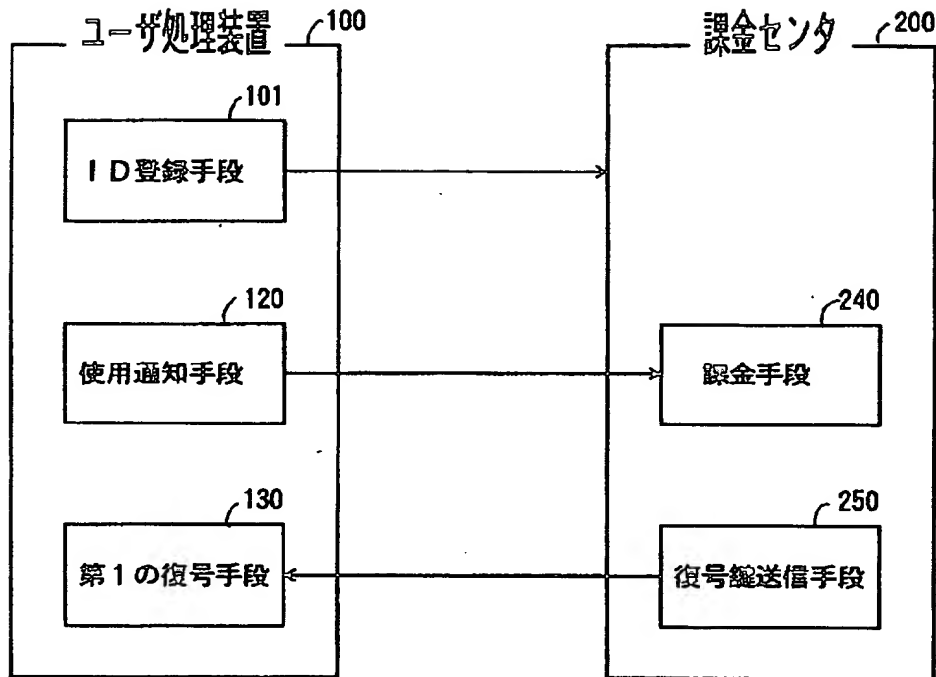 ユーザ処理装置
100
課金センタ
200
101
ID登録手段
120
使用通知手段
240
課金手段
130
第1の復号手段
250
復号鍵送信手段